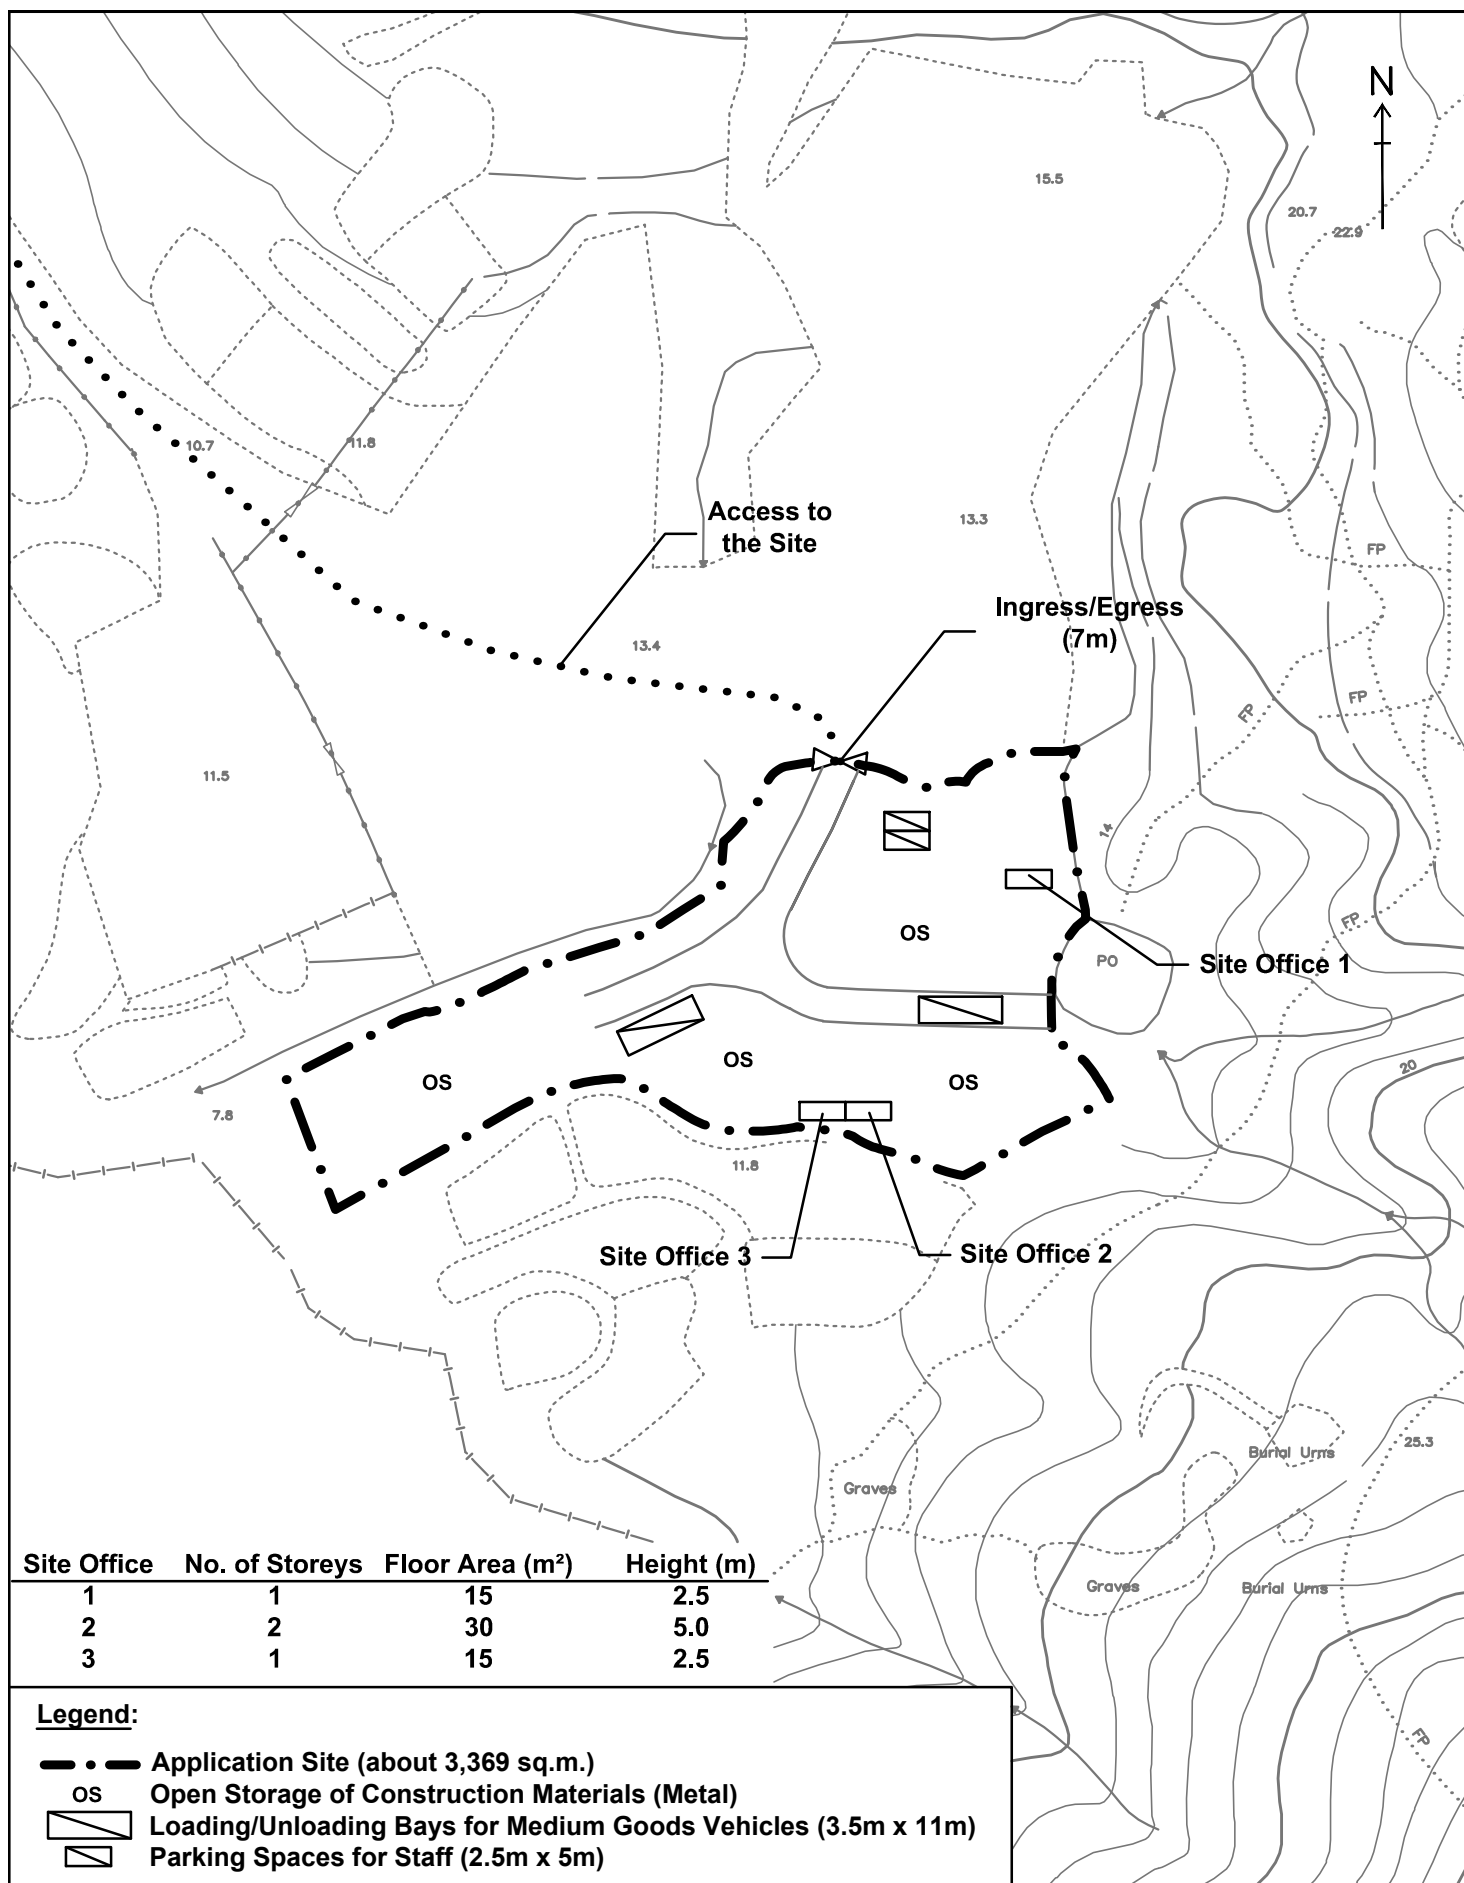 N
15.5
20.7
22.9
10.7
11.8
Access to
the Site
13.3
FP
Ingress/Egress
(7m)
13.4
FP
FP
11.5
14
FP
OS
PO
Site Office 1
OS
OS
OS
20
7.8
11.8
Site Office 3
Site Office 2
Burial Urns
25.3
Graves
Graves
Burial Urns
FP
Site Office No. of Storeys Floor Area (m²) Height (m)
1 1 15 2.5
2 2 30 5.0
3 1 15 2.5
Legend:
Application Site (about 3,369 sq.m.)
OS Open Storage of Construction Materials (Metal)
Loading/Unloading Bays for Medium Goods Vehicles (3.5m x 11m)
Parking Spaces for Staff (2.5m x 5m)